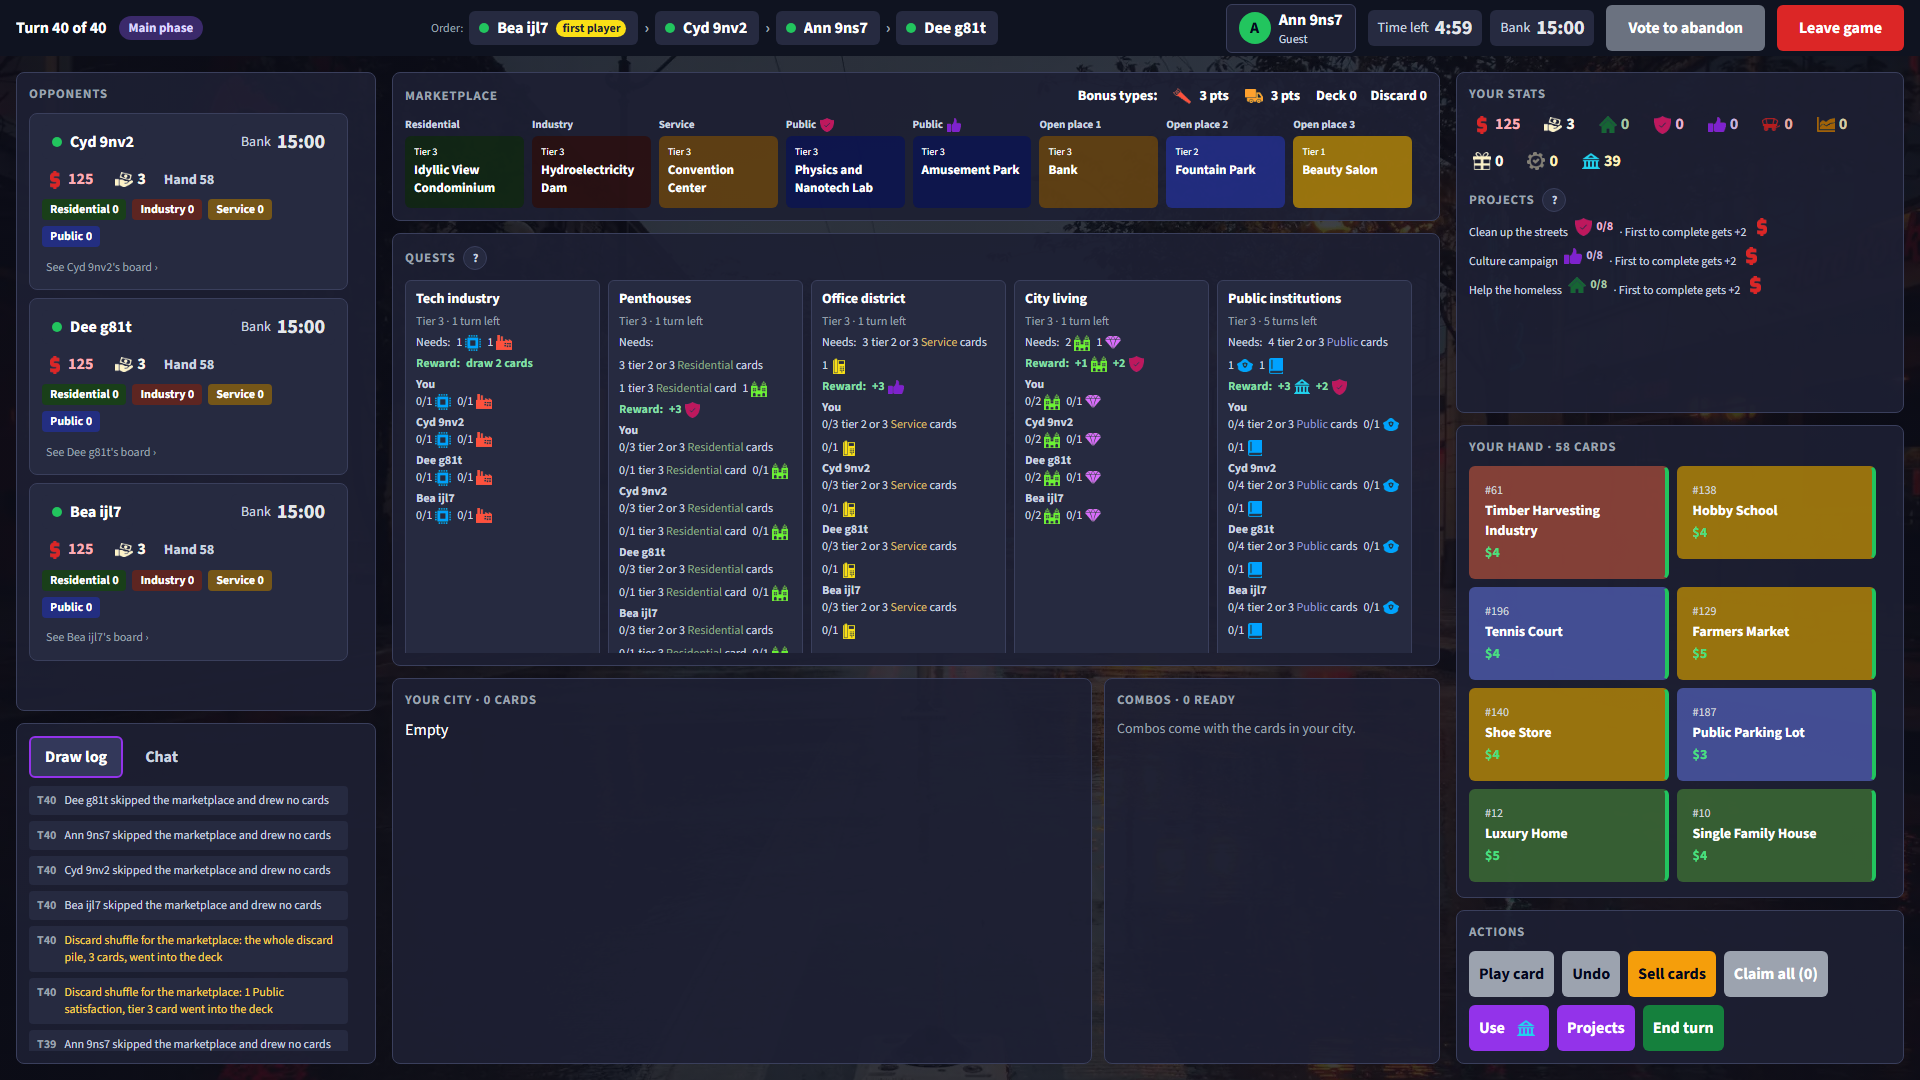 Turn 40 of 40
Main phase
Order:
Bea ijl7 first player › Cyd 9nv2 › Ann 9ns7 › Dee g81t
A
Ann 9ns7
Guest
Time left 4:59
Bank 15:00
Vote to abandon
Leave game
OPPONENTS
Cyd 9nv2 Bank 15:00
125 3 Hand 58
Residential 0 Industry 0 Service 0
Public 0
See Cyd 9nv2's board ›
Dee g81t Bank 15:00
125 3 Hand 58
Residential 0 Industry 0 Service 0
Public 0
See Dee g81t's board ›
Bea ijl7 Bank 15:00
125 3 Hand 58
Residential 0 Industry 0 Service 0
Public 0
See Bea ijl7's board ›
Draw log Chat
T40 Dee g81t skipped the marketplace and drew no cards
T40 Ann 9ns7 skipped the marketplace and drew no cards
T40 Cyd 9nv2 skipped the marketplace and drew no cards
T40 Bea ijl7 skipped the marketplace and drew no cards
T40 Discard shuffle for the marketplace: the whole discard
pile, 3 cards, went into the deck
T40 Discard shuffle for the marketplace: 1 Public
satisfaction, tier 3 card went into the deck
T39 Ann 9ns7 skipped the marketplace and drew no cards
MARKETPLACE
Bonus types: 3 pts 3 pts Deck 0 Discard 0
Residential
Tier 3
Idyllic View
Condominium
Industry
Tier 3
Hydroelectricity
Dam
Service
Tier 3
Convention
Center
Public
Tier 3
Physics and
Nanotech Lab
Public
Tier 3
Amusement Park
Open place 1
Tier 3
Bank
Open place 2
Tier 2
Fountain Park
Open place 3
Tier 1
Beauty Salon
QUESTS ?
Tech industry
Tier 3 · 1 turn left
Needs: 1 1
Reward: draw 2 cards
You
0/1 0/1
Cyd 9nv2
0/1 0/1
Dee g81t
0/1 0/1
Bea ijl7
0/1 0/1
Penthouses
Tier 3 · 1 turn left
Needs:
3 tier 2 or 3 Residential cards
1 tier 3 Residential card 1
Reward: +3
You
0/3 tier 2 or 3 Residential cards
0/1 tier 3 Residential card 0/1
Cyd 9nv2
0/3 tier 2 or 3 Residential cards
0/1 tier 3 Residential card 0/1
Dee g81t
0/3 tier 2 or 3 Residential cards
0/1 tier 3 Residential card 0/1
Bea ijl7
0/3 tier 2 or 3 Residential cards
0/1 tier 3 Residential card 0/1
Office district
Tier 3 · 1 turn left
Needs: 3 tier 2 or 3 Service cards
1
Reward: +3
You
0/3 tier 2 or 3 Service cards
0/1
Cyd 9nv2
0/3 tier 2 or 3 Service cards
0/1
Dee g81t
0/3 tier 2 or 3 Service cards
0/1
Bea ijl7
0/3 tier 2 or 3 Service cards
0/1
City living
Tier 3 · 1 turn left
Needs: 2 1
Reward: +1 +2
You
0/2 0/1
Cyd 9nv2
0/2 0/1
Dee g81t
0/2 0/1
Bea ijl7
0/2 0/1
Public institutions
Tier 3 · 5 turns left
Needs: 4 tier 2 or 3 Public cards
1 1
Reward: +3 +2
You
0/4 tier 2 or 3 Public cards 0/1
0/1
Cyd 9nv2
0/4 tier 2 or 3 Public cards 0/1
0/1
Dee g81t
0/4 tier 2 or 3 Public cards 0/1
0/1
Bea ijl7
0/4 tier 2 or 3 Public cards 0/1
0/1
YOUR CITY · 0 CARDS
Empty
COMBOS · 0 READY
Combos come with the cards in your city.
YOUR STATS
125 3 0 0 0 0 0
0 0 39
PROJECTS ?
Clean up the streets 0/8 · First to complete gets +2
Culture campaign 0/8 · First to complete gets +2
Help the homeless 0/8 · First to complete gets +2
YOUR HAND · 58 CARDS
#61
Timber Harvesting
Industry
$4
#138
Hobby School
$4
#196
Tennis Court
$4
#129
Farmers Market
$5
#140
Shoe Store
$4
#187
Public Parking Lot
$3
#12
Luxury Home
$5
#10
Single Family House
$4
ACTIONS
Play card Undo Sell cards Claim all (0)
Use Projects End turn